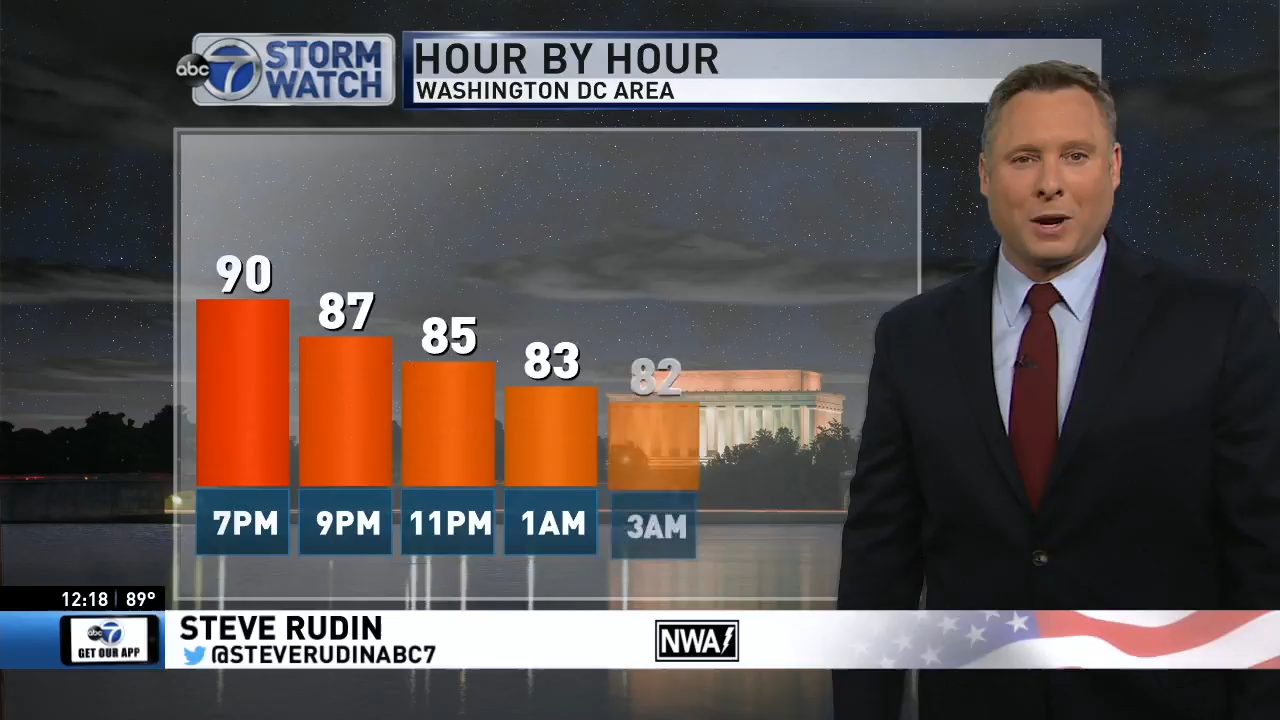 abc 7 STORM WATCH
HOUR BY HOUR
WASHINGTON DC AREA
90
87
85
83
82
7PM
9PM
11PM
1AM
3AM
12:18 89°
abc 7
GET OUR APP
STEVE RUDIN
@STEVERUDINABC7
NWA